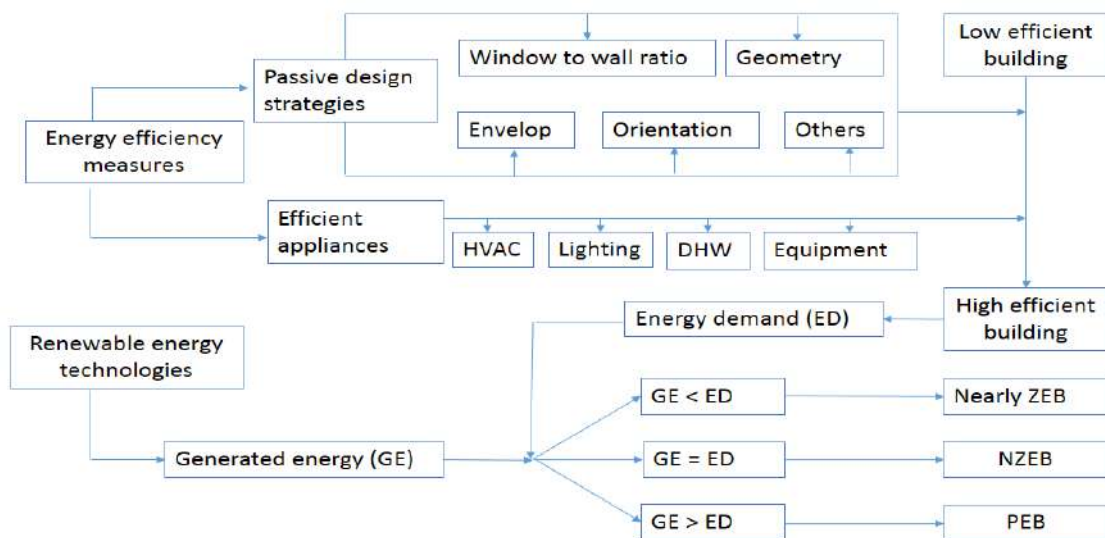 Low efficient
building
Window to wall ratio
Geometry
Passive design
strategies
Envelop
Orientation
Others
Energy efficiency
measures
Efficient
appliances
HVAC
Lighting
DHW
Equipment
Energy demand (ED)
High efficient
building
Renewable energy
technologies
GE < ED
Nearly ZEB
Generated energy (GE)
GE = ED
NZEB
GE > ED
PEB